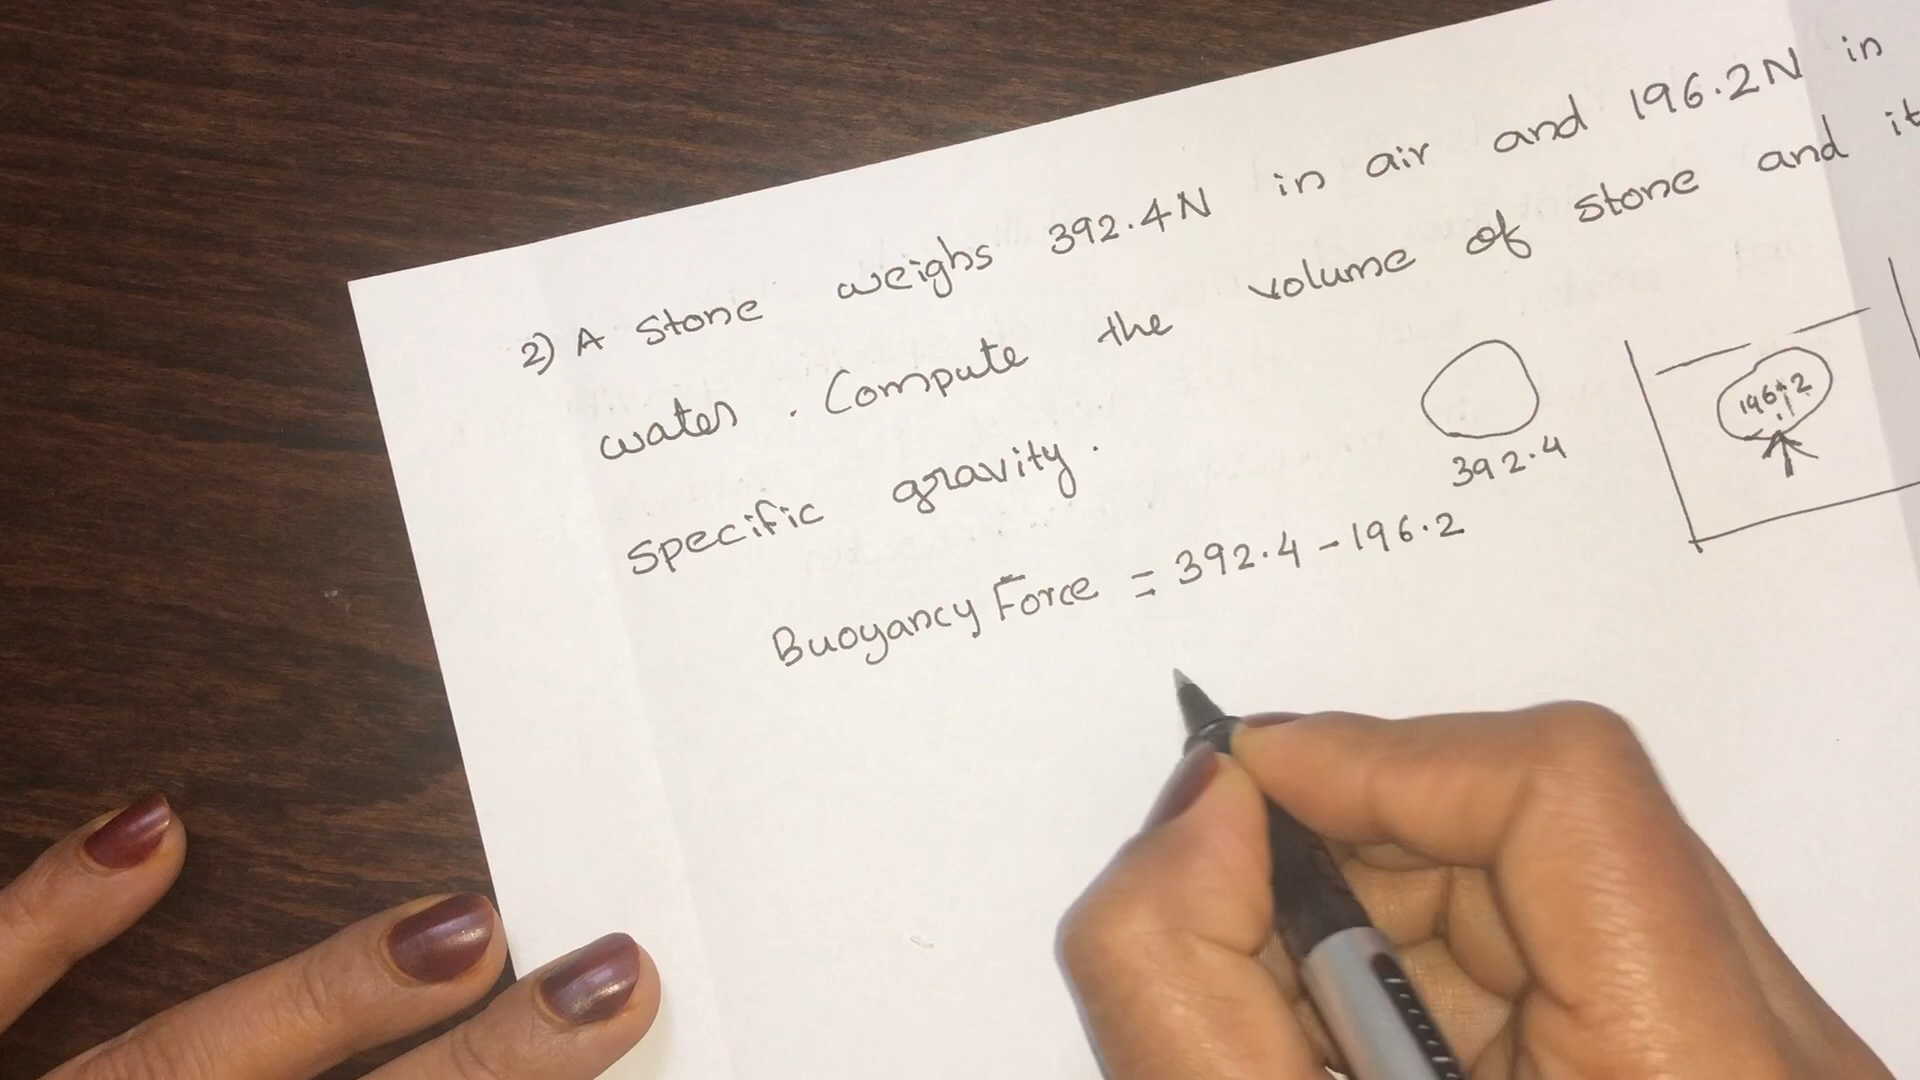 2) A stone weighs 392.4N in air and 196.2N in
water. Compute the volume of stone and it
specific gravity.
392.4
196.2
Buoyancy Force = 392.4 - 196.2